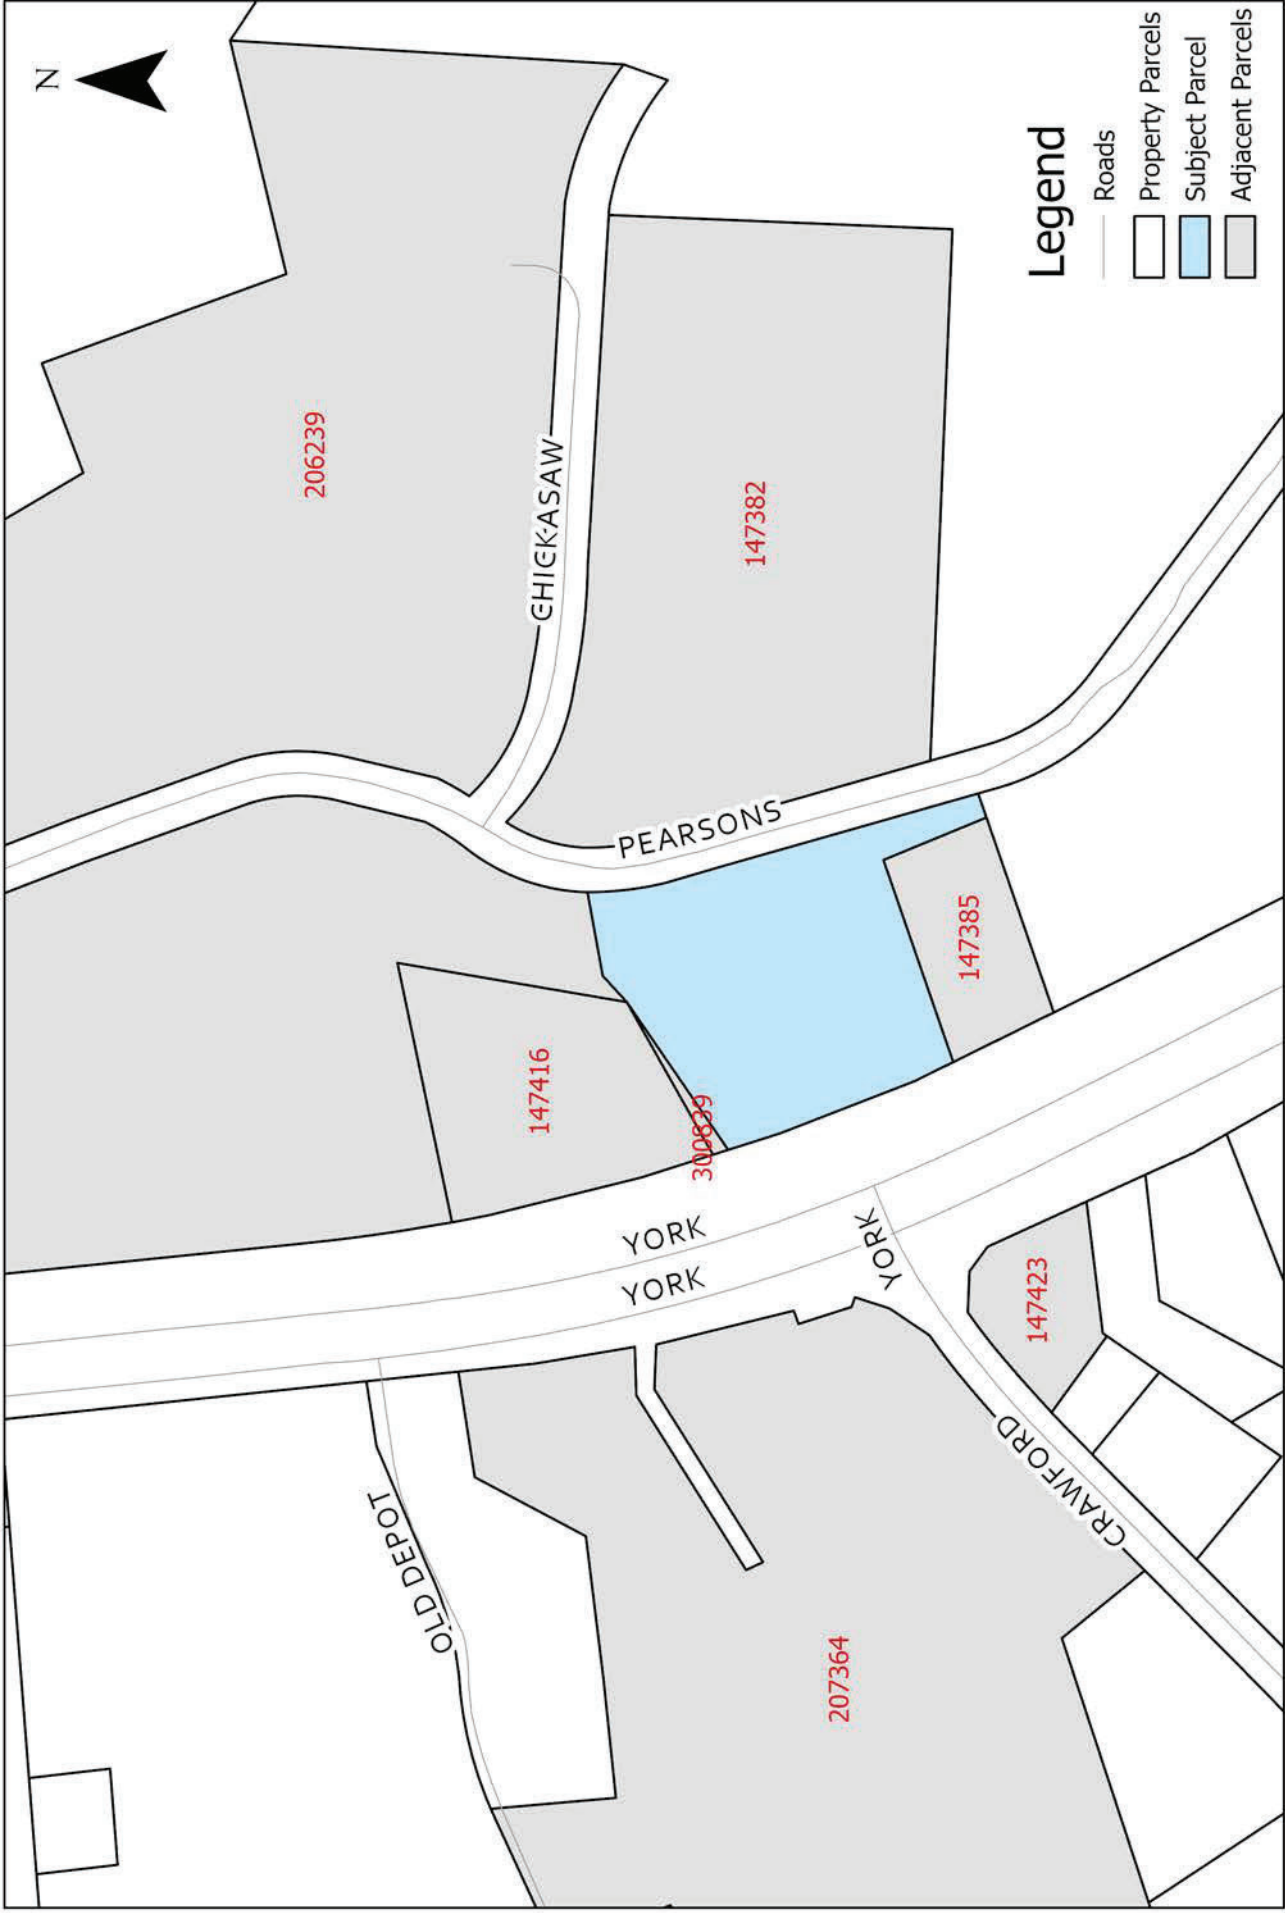 N
206239
OLD DEPOT
147416
CHICKASAW
YORK
YORK
PEARSONS
300839
147382
207364
YORK
147385
147423
CRAWFORD
Legend
Roads
Property Parcels
Subject Parcel
Adjacent Parcels